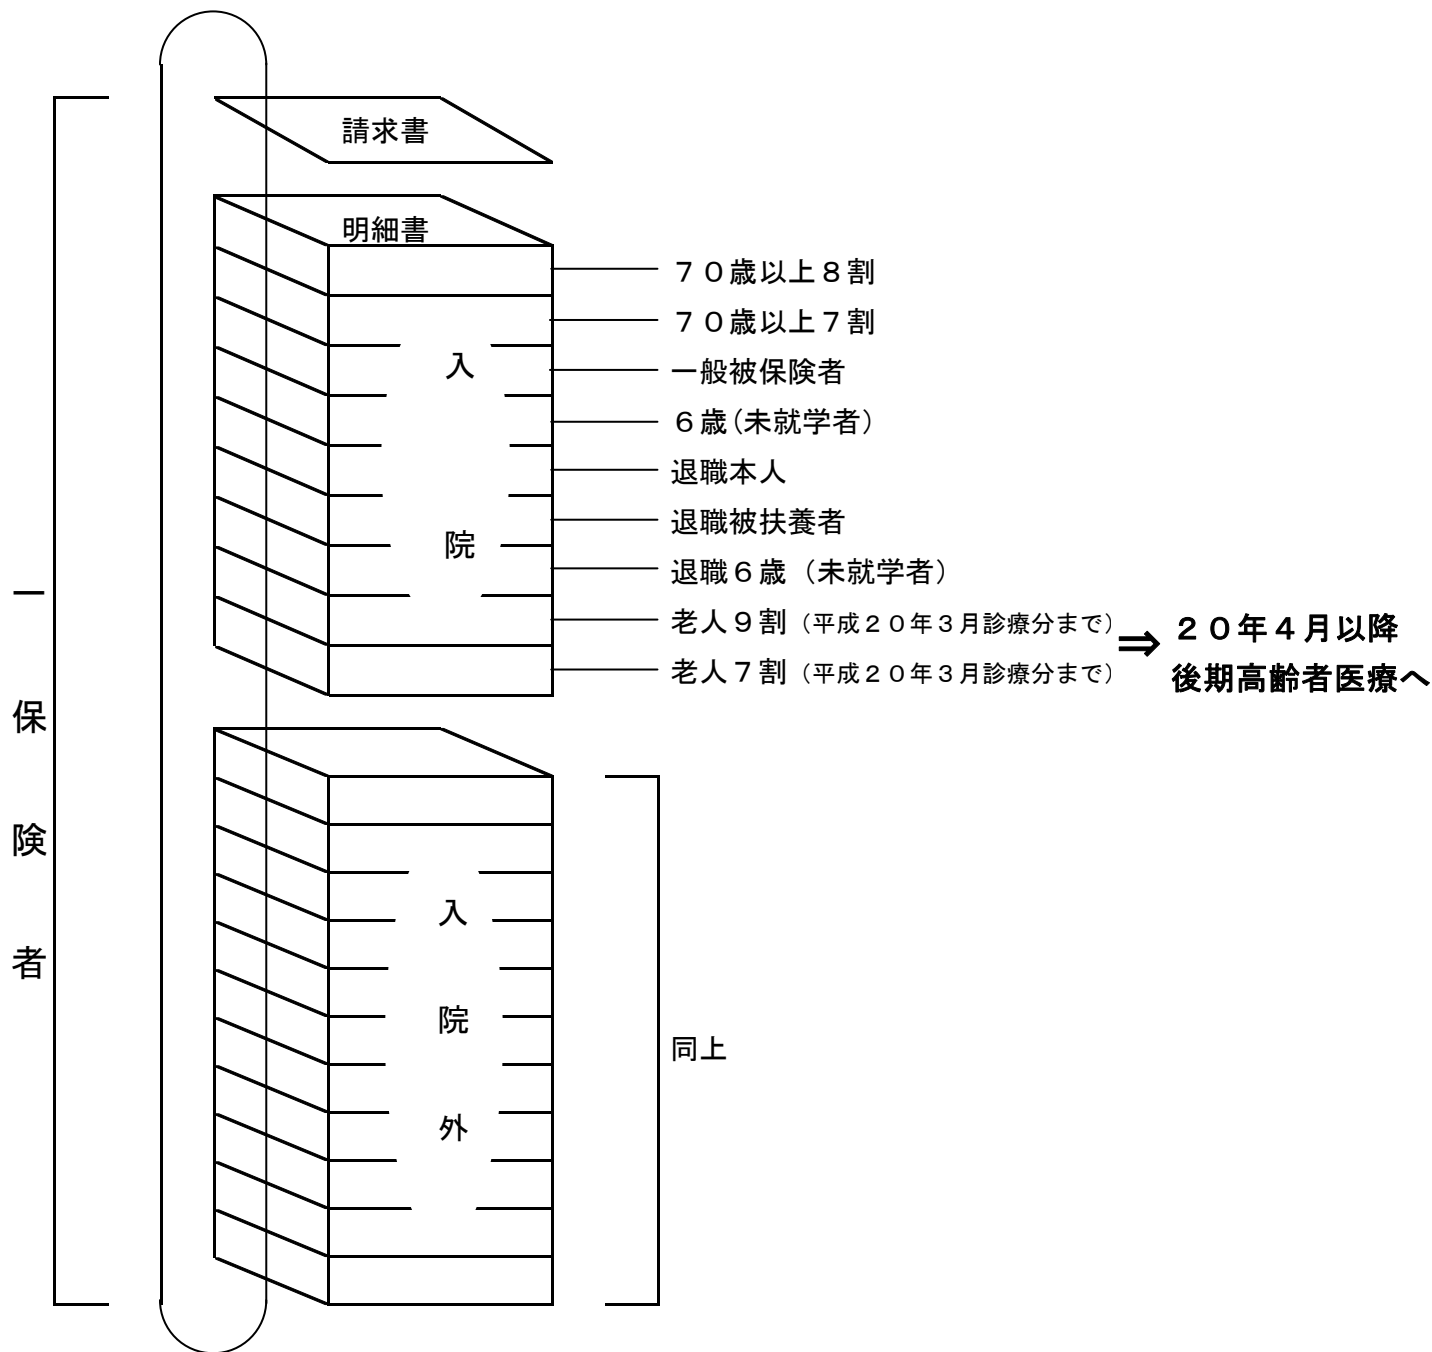 請求書
明細書
７０歳以上８割
７０歳以上７割
一般被保険者
６歳（未就学者）
退職本人
退職被扶養者
退職６歳（未就学者）
老人９割（平成２０年３月診療分まで）
老人７割（平成２０年３月診療分まで）
⇒ ２０年４月以降
後期高齢者医療へ
入院
一保険者
入院外
同上